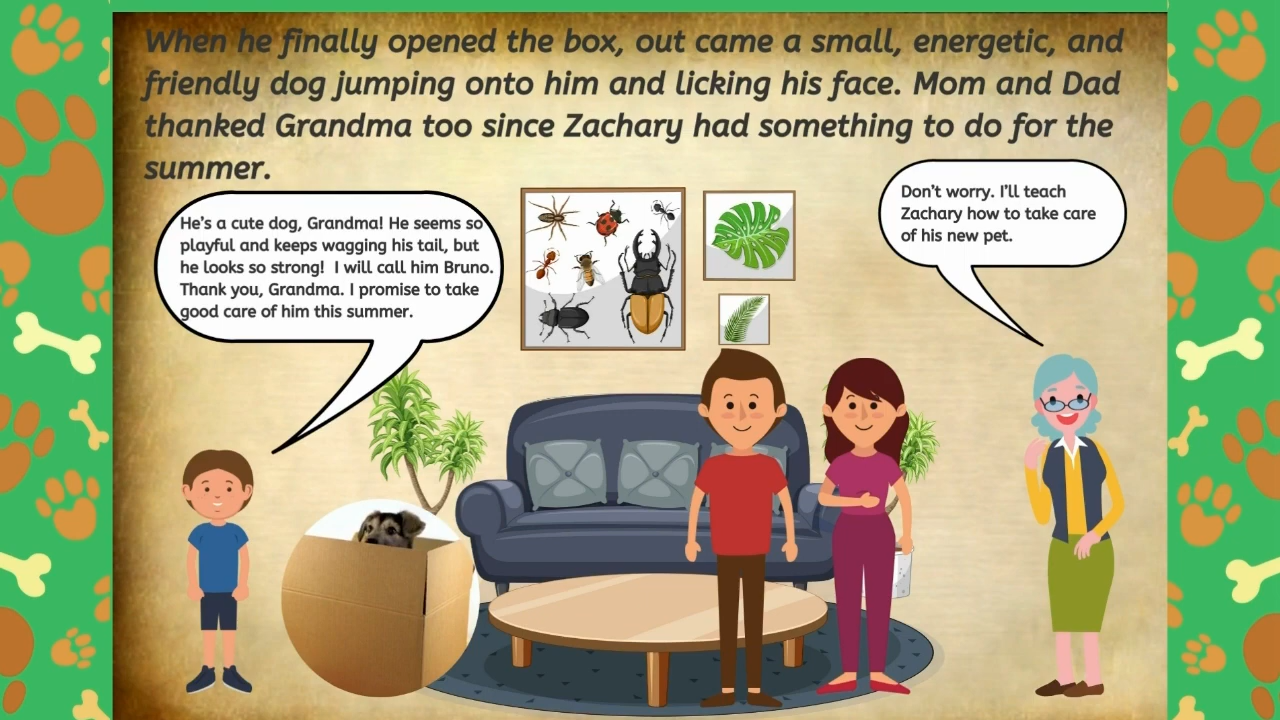 When he finally opened the box, out came a small, energetic, and
friendly dog jumping onto him and licking his face. Mom and Dad
thanked Grandma too since Zachary had something to do for the
summer.
He's a cute dog, Grandma! He seems so
playful and keeps wagging his tail, but
he looks so strong! I will call him Bruno.
Thank you, Grandma. I promise to take
good care of him this summer.
Don't worry. I'll teach
Zachary how to take care
of his new pet.